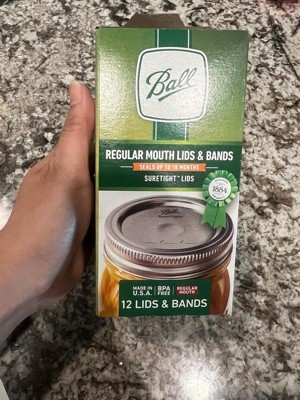 Ball
REGULAR MOUTH LIDS & BANDS
SEALS UP TO 18 MONTHS
SURETIGHT™ LIDS
1884
Ball
MADE IN U.S.A.
BPA FREE
REGULAR MOUTH
12 LIDS & BANDS